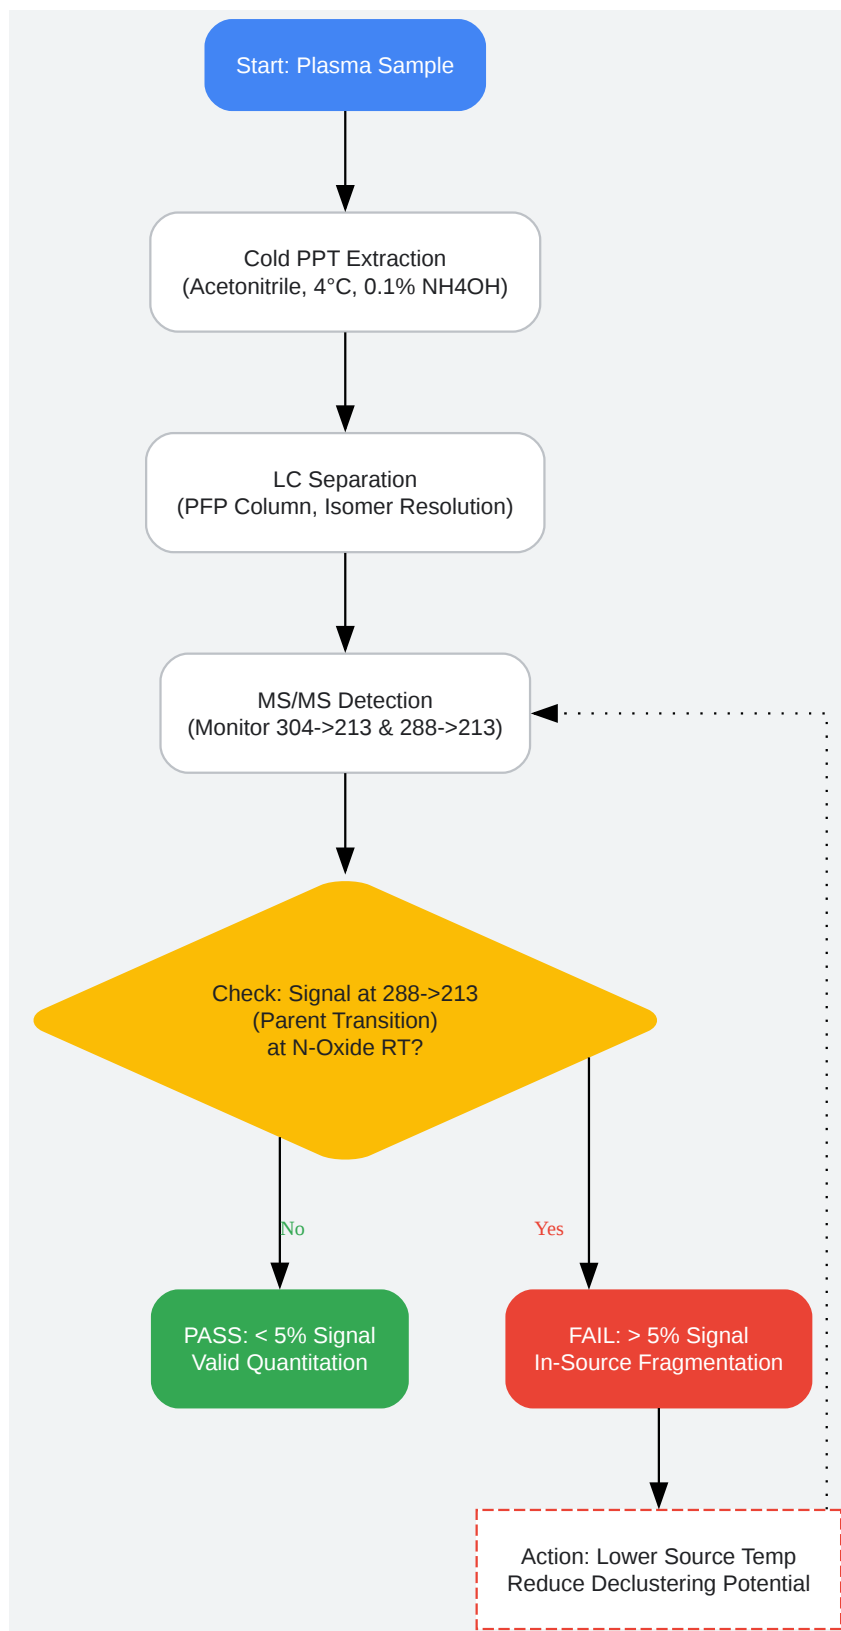 Start: Plasma Sample
Cold PPT Extraction
(Acetonitrile, 4°C, 0.1% NH4OH)
LC Separation
(PFP Column, Isomer Resolution)
MS/MS Detection
(Monitor 304->213 & 288->213)
Check: Signal at 288->213
(Parent Transition)
at N-Oxide RT?
No
Yes
PASS: < 5% Signal
Valid Quantitation
FAIL: > 5% Signal
In-Source Fragmentation
Action: Lower Source Temp
Reduce Declustering Potential